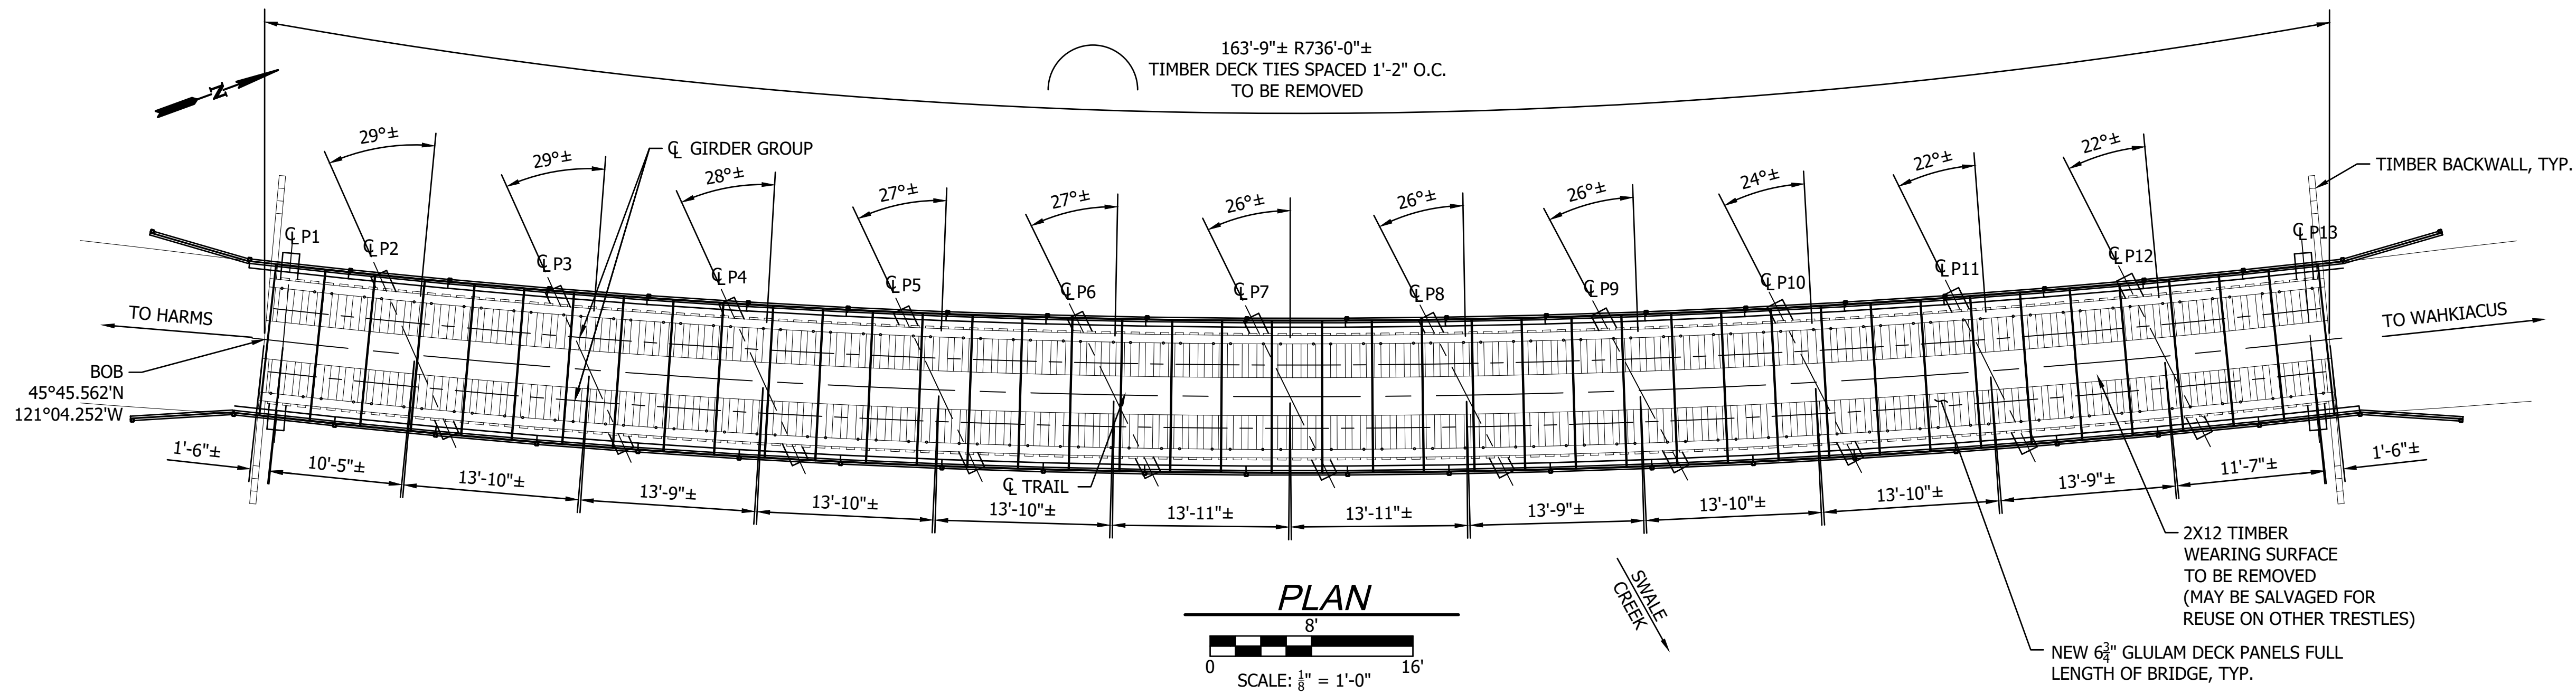 163'-9"± R736'-0"±
TIMBER DECK TIES SPACED 1'-2" O.C.
TO BE REMOVED
N
29°±
29°±
28°±
27°±
27°±
26°±
26°±
26°±
24°±
22°±
22°±
℄ GIRDER GROUP
TIMBER BACKWALL, TYP.
℄ P1
℄ P2
℄ P3
℄ P4
℄ P5
℄ P6
℄ P7
℄ P8
℄ P9
℄ P10
℄ P11
℄ P12
℄ P13
TO HARMS
TO WAHKIACUS
BOB
45°45.562'N
121°04.252'W
1'-6"±
10'-5"±
13'-10"±
13'-9"±
13'-10"±
13'-10"±
13'-11"±
13'-11"±
13'-9"±
13'-10"±
13'-10"±
13'-9"±
11'-7"±
1'-6"±
℄ TRAIL
SWALE
CREEK
2X12 TIMBER
WEARING SURFACE
TO BE REMOVED
(MAY BE SALVAGED FOR
REUSE ON OTHER TRESTLES)
NEW 6¾" GLULAM DECK PANELS FULL
LENGTH OF BRIDGE, TYP.
PLAN
8'
0 16'
SCALE: ⅛" = 1'-0"